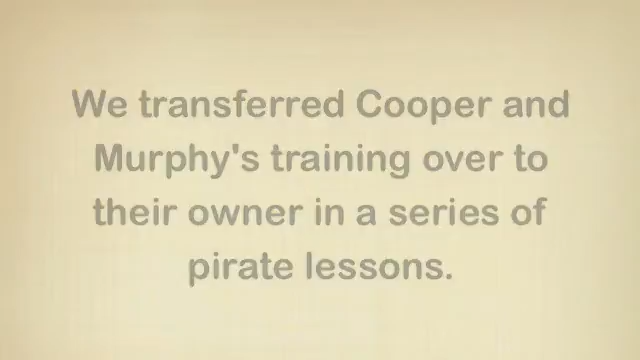 We transferred Cooper and
Murphy's training over to
their owner in a series of
pirate lessons.